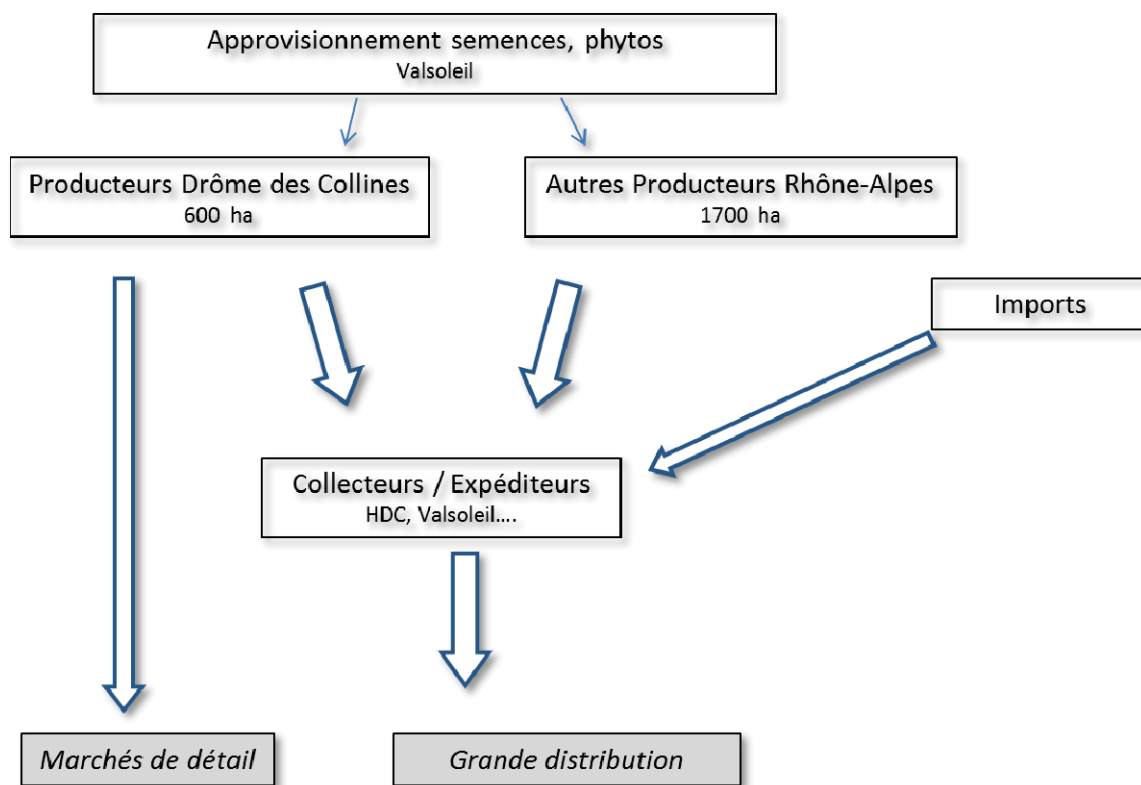 Approvisionnement semences, phytos
Valsoleil
Producteurs Drôme des Collines
600 ha
Autres Producteurs Rhône-Alpes
1700 ha
Imports
Collecteurs / Expéditeurs
HDC, Valsoleil....
Marchés de détail
Grande distribution